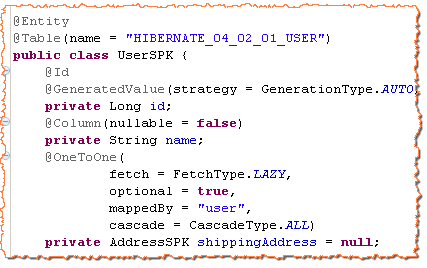 @Entity
@Table(name = "HIBERNATE_04_02_01_USER")
public class UserSPK {
@Id
@GeneratedValue(strategy = GenerationType.AUTO
private Long id;
@Column(nullable = false)
private String name;
@OneToOne(
fetch = FetchType.LAZY,
optional = true,
mappedBy = "user",
cascade = CascadeType.ALL)
private AddressSPK shippingAddress = null;